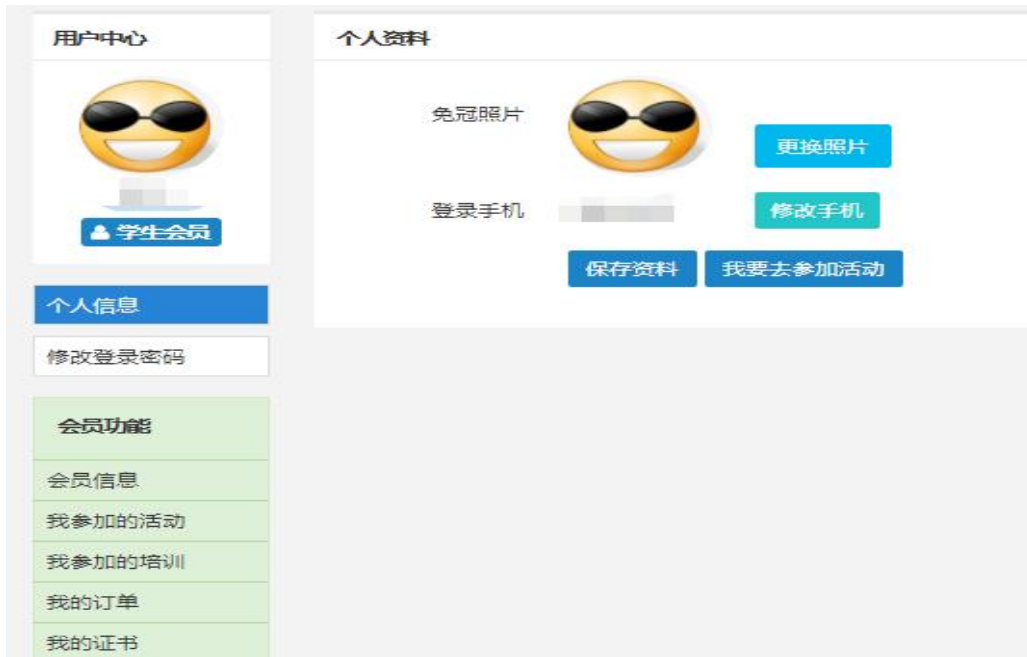 用户中心
学生会员
个人信息
修改登录密码
会员功能
会员信息
我参加的活动
我参加的培训
我的订单
我的证书
个人资料
免冠照片
更换照片
登录手机
修改手机
保存资料 我要去参加活动